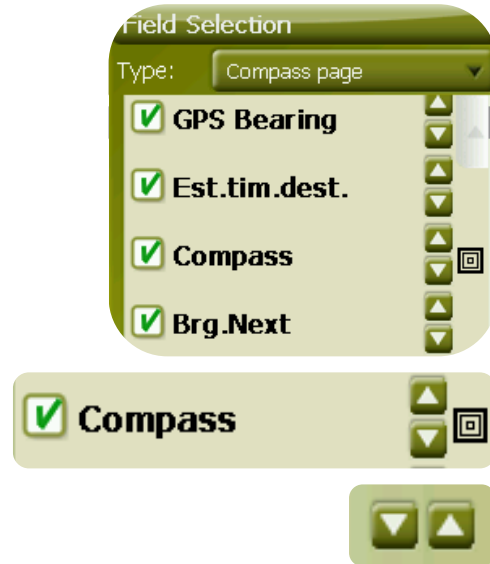 Field Selection
Type: Compass page
GPS Bearing
Est.tim.dest.
Compass
Brg.Next
Compass